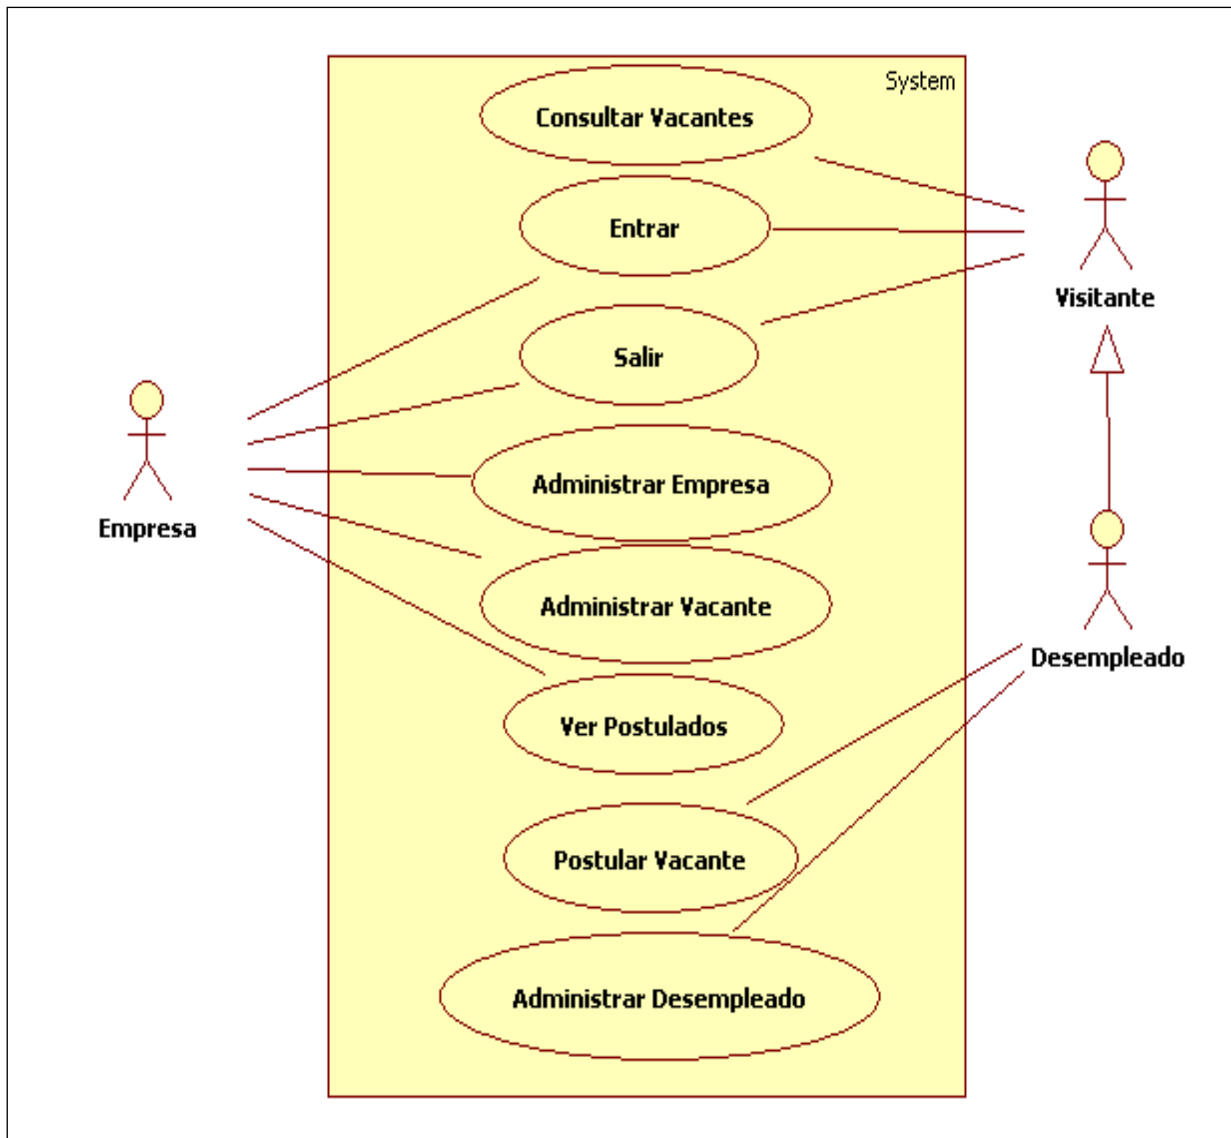 System
Consultar Vacantes
Entrar
Visitante
Salir
Administrar Empresa
Empresa
Administrar Vacante
Desempleado
Ver Postulados
Postular Vacante
Administrar Desempleado